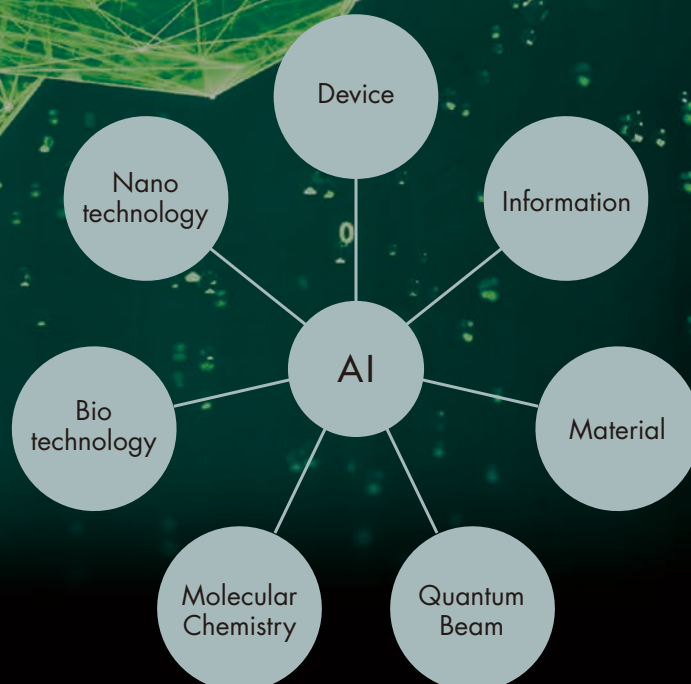 Device
Nano
technology
Information
AI
Bio
technology
Material
Molecular
Chemistry
Quantum
Beam